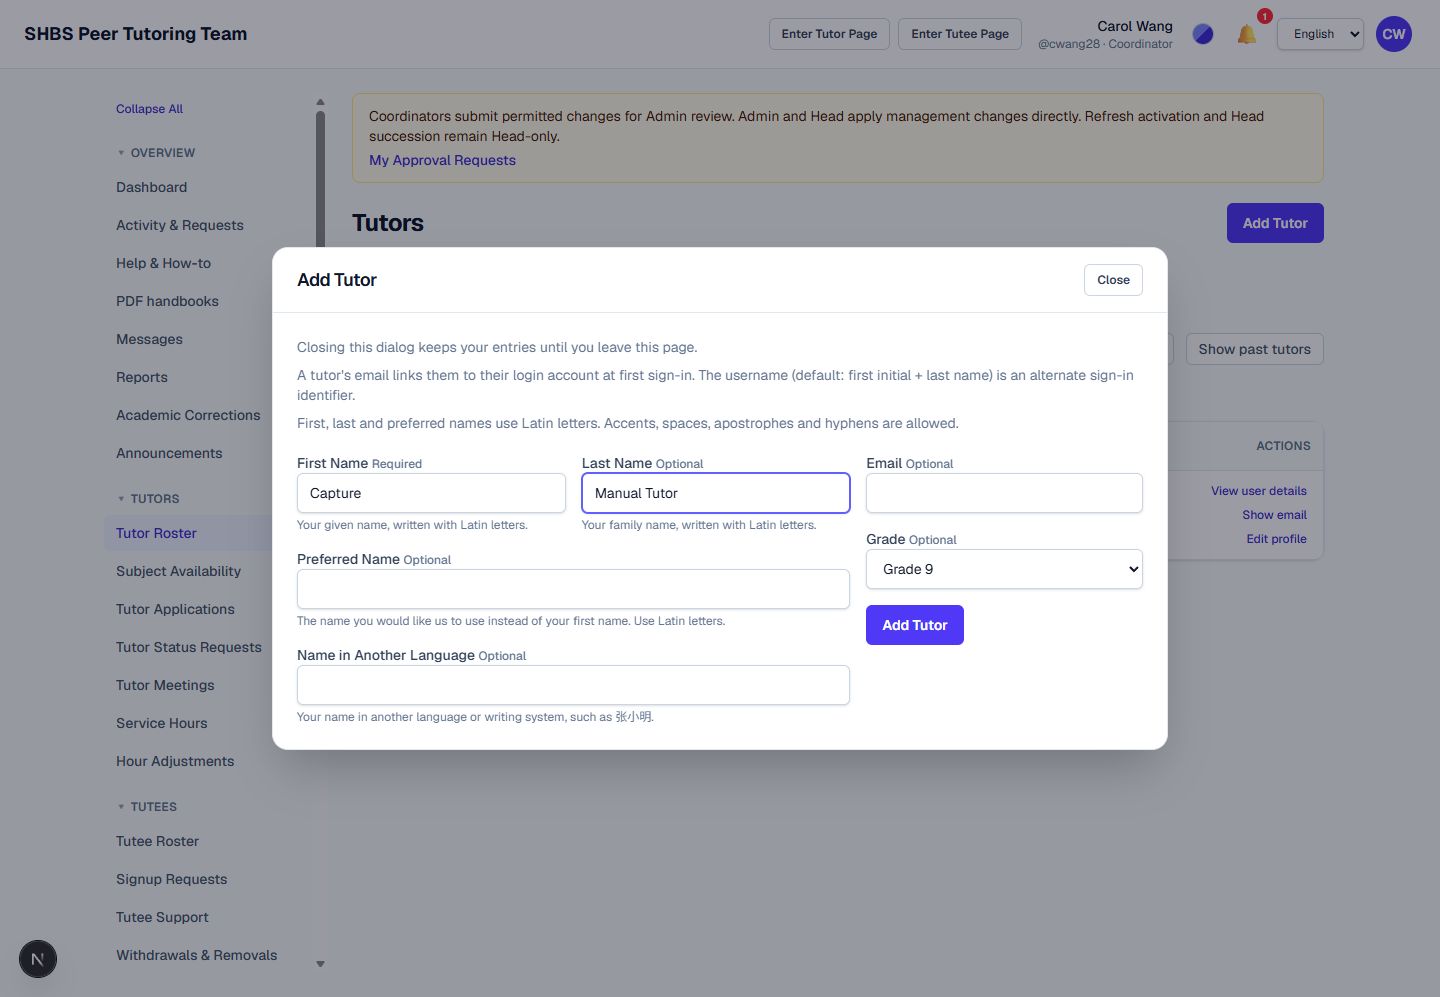 SHBS Peer Tutoring Team
Enter Tutor Page
Enter Tutee Page
Carol Wang
@cwang28 · Coordinator
1
English
CW
Collapse All
OVERVIEW
Dashboard
Activity & Requests
Help & How-to
PDF handbooks
Messages
Reports
Academic Corrections
Announcements
TUTORS
Tutor Roster
Subject Availability
Tutor Applications
Tutor Status Requests
Tutor Meetings
Service Hours
Hour Adjustments
TUTEES
Tutee Roster
Signup Requests
Tutee Support
Withdrawals & Removals
N
Coordinators submit permitted changes for Admin review. Admin and Head apply management changes directly. Refresh activation and Head
succession remain Head-only.
My Approval Requests
Tutors
Add Tutor
Show past tutors
ACTIONS
View user details
Show email
Edit profile
Add Tutor
Close
Closing this dialog keeps your entries until you leave this page.
A tutor's email links them to their login account at first sign-in. The username (default: first initial + last name) is an alternate sign-in
identifier.
First, last and preferred names use Latin letters. Accents, spaces, apostrophes and hyphens are allowed.
First Name Required
Capture
Your given name, written with Latin letters.
Last Name Optional
Manual Tutor
Your family name, written with Latin letters.
Email Optional
Preferred Name Optional
The name you would like us to use instead of your first name. Use Latin letters.
Grade Optional
Grade 9
Add Tutor
Name in Another Language Optional
Your name in another language or writing system, such as 张小明.